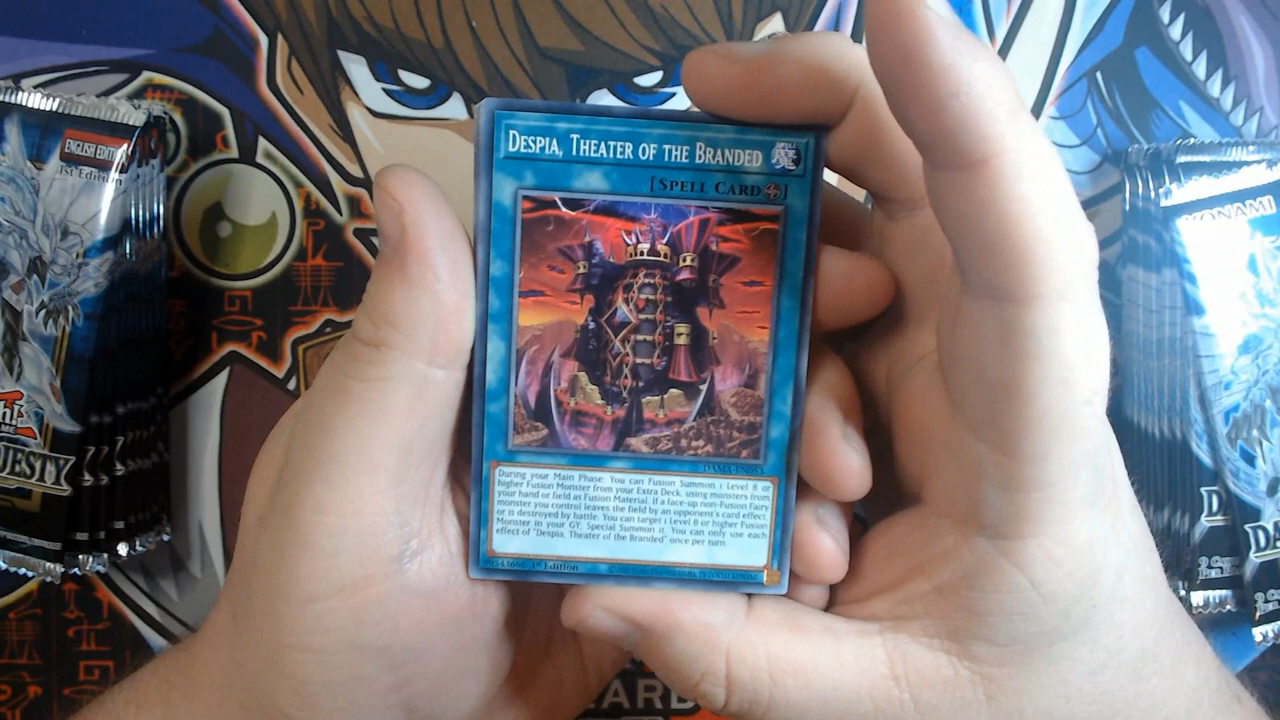 ENGLISH EDITI
1st Edition
JESTY
DESPIA, THEATER OF THE BRANDED
[SPELL CARD]
DAMA-EN053
During your Main Phase: You can Fusion Summon 1 Level 8 or
higher Fusion Monster from your Extra Deck, using monsters from
your hand or field as Fusion Material. If a face-up non-Fusion Fairy
monster you control leaves the field by an opponent's card effect,
or is destroyed by battle: You can target 1 Level 8 or higher Fusion
Monster in your GY; Special Summon it. You can only use each
effect of "Despia, Theater of the Branded" once per turn.
1st Edition
KONAMI
ARD